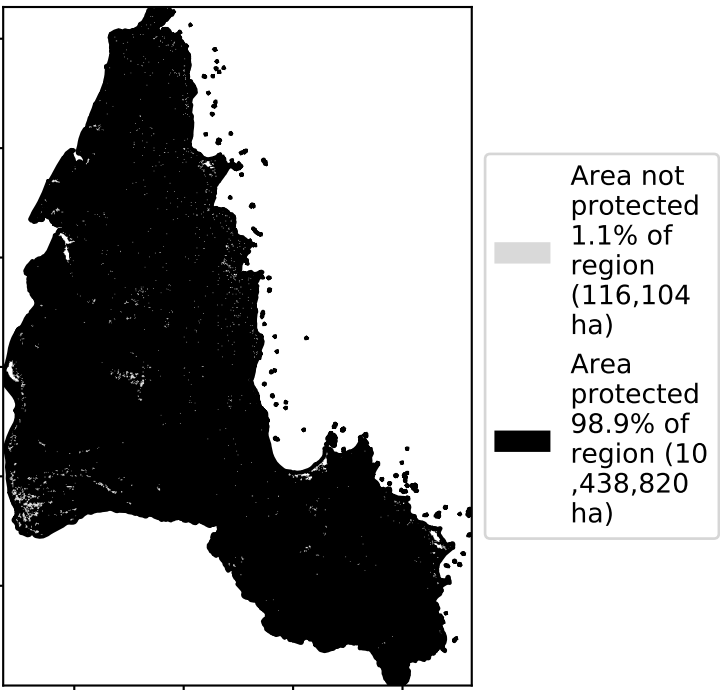 Area not
protected
1.1% of
region
(116,104
ha)
Area
protected
98.9% of
region (10
,438,820
ha)